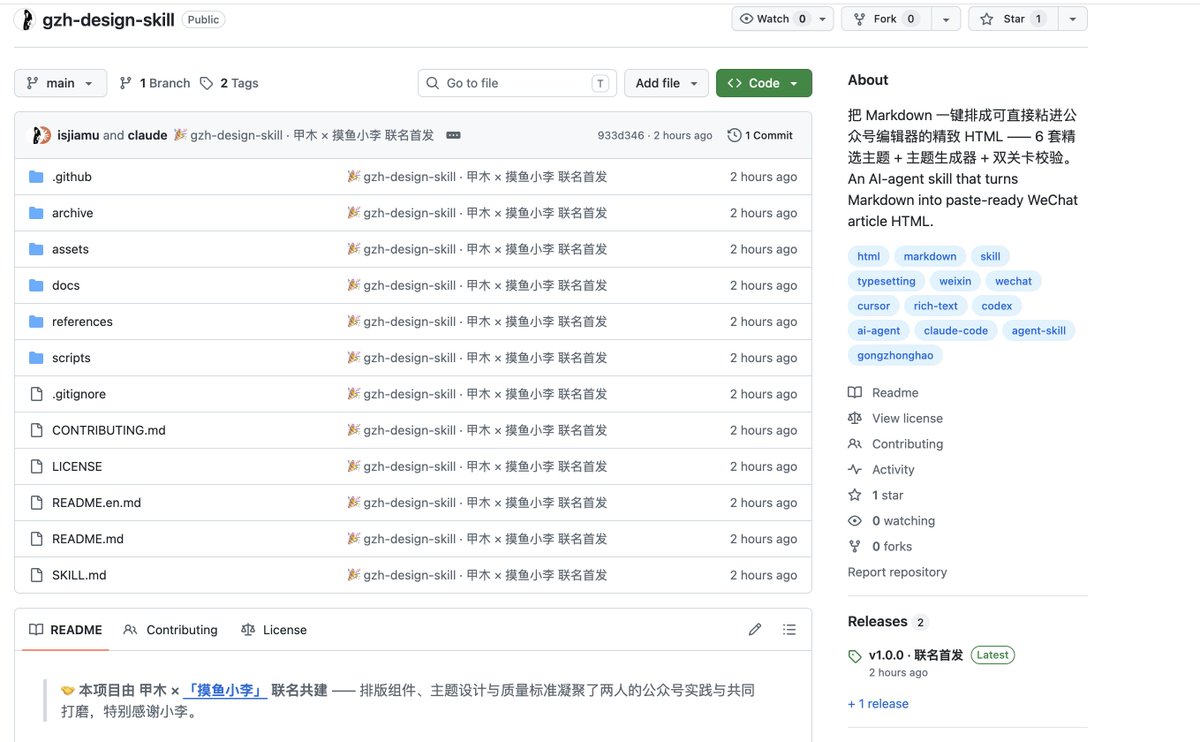 gzh-design-skill Public
Watch 0 Fork 0 Star 1
main 1 Branch 2 Tags Go to file T Add file Code
isjiamu and claude 🎉 gzh-design-skill · 甲木 × 摸鱼小李 联名首发 933d346 · 2 hours ago 1 Commit
.github 🎉 gzh-design-skill · 甲木 × 摸鱼小李 联名首发 2 hours ago
archive 🎉 gzh-design-skill · 甲木 × 摸鱼小李 联名首发 2 hours ago
assets 🎉 gzh-design-skill · 甲木 × 摸鱼小李 联名首发 2 hours ago
docs 🎉 gzh-design-skill · 甲木 × 摸鱼小李 联名首发 2 hours ago
references 🎉 gzh-design-skill · 甲木 × 摸鱼小李 联名首发 2 hours ago
scripts 🎉 gzh-design-skill · 甲木 × 摸鱼小李 联名首发 2 hours ago
.gitignore 🎉 gzh-design-skill · 甲木 × 摸鱼小李 联名首发 2 hours ago
CONTRIBUTING.md 🎉 gzh-design-skill · 甲木 × 摸鱼小李 联名首发 2 hours ago
LICENSE 🎉 gzh-design-skill · 甲木 × 摸鱼小李 联名首发 2 hours ago
README.en.md 🎉 gzh-design-skill · 甲木 × 摸鱼小李 联名首发 2 hours ago
README.md 🎉 gzh-design-skill · 甲木 × 摸鱼小李 联名首发 2 hours ago
SKILL.md 🎉 gzh-design-skill · 甲木 × 摸鱼小李 联名首发 2 hours ago
README Contributing License
🤝 本项目由 甲木 × 「摸鱼小李」 联名共建 —— 排版组件、主题设计与质量标准凝聚了两人的公众号实践与共同
打磨，特别感谢小李。
About
把 Markdown 一键排成可直接粘进公
众号编辑器的精致 HTML —— 6 套精
选主题 + 主题生成器 + 双关卡校验。
An AI-agent skill that turns
Markdown into paste-ready WeChat
article HTML.
html markdown skill
typesetting weixin wechat
cursor rich-text codex
ai-agent claude-code agent-skill
gongzhonghao
Readme
View license
Contributing
Activity
1 star
0 watching
0 forks
Report repository
Releases 2
v1.0.0 · 联名首发 Latest
2 hours ago
+ 1 release